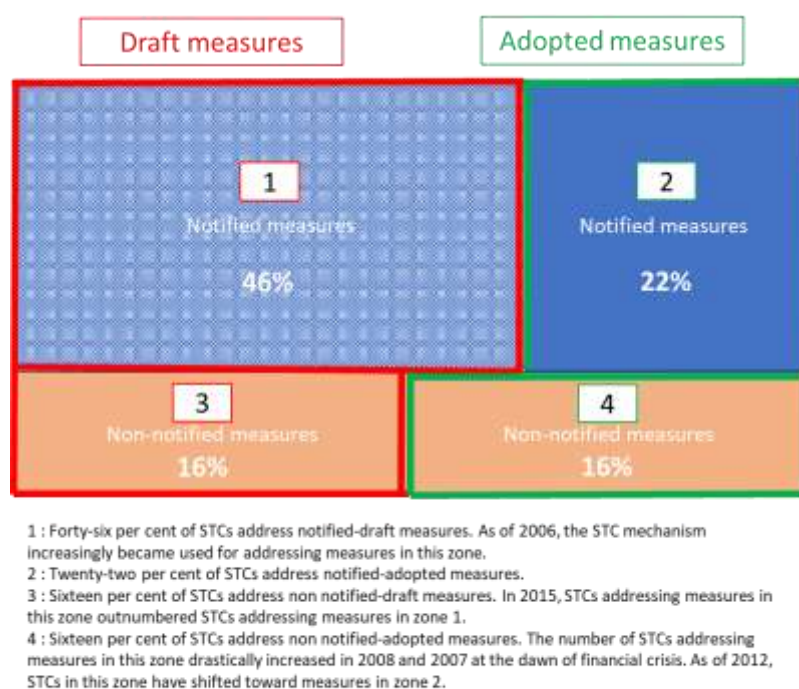 Draft measures
Adopted measures
1
Notified measures
46%
2
Notified measures
22%
3
Non-notified measures
16%
4
Non-notified measures
16%
1 : Forty-six per cent of STCs address notified-draft measures. As of 2006, the STC mechanism
increasingly became used for addressing measures in this zone.
2 : Twenty-two per cent of STCs address notified-adopted measures.
3 : Sixteen per cent of STCs address non notified-draft measures. In 2015, STCs addressing measures in
this zone outnumbered STCs addressing measures in zone 1.
4 : Sixteen per cent of STCs address non notified-adopted measures. The number of STCs addressing
measures in this zone drastically increased in 2008 and 2007 at the dawn of financial crisis. As of 2012,
STCs in this zone have shifted toward measures in zone 2.